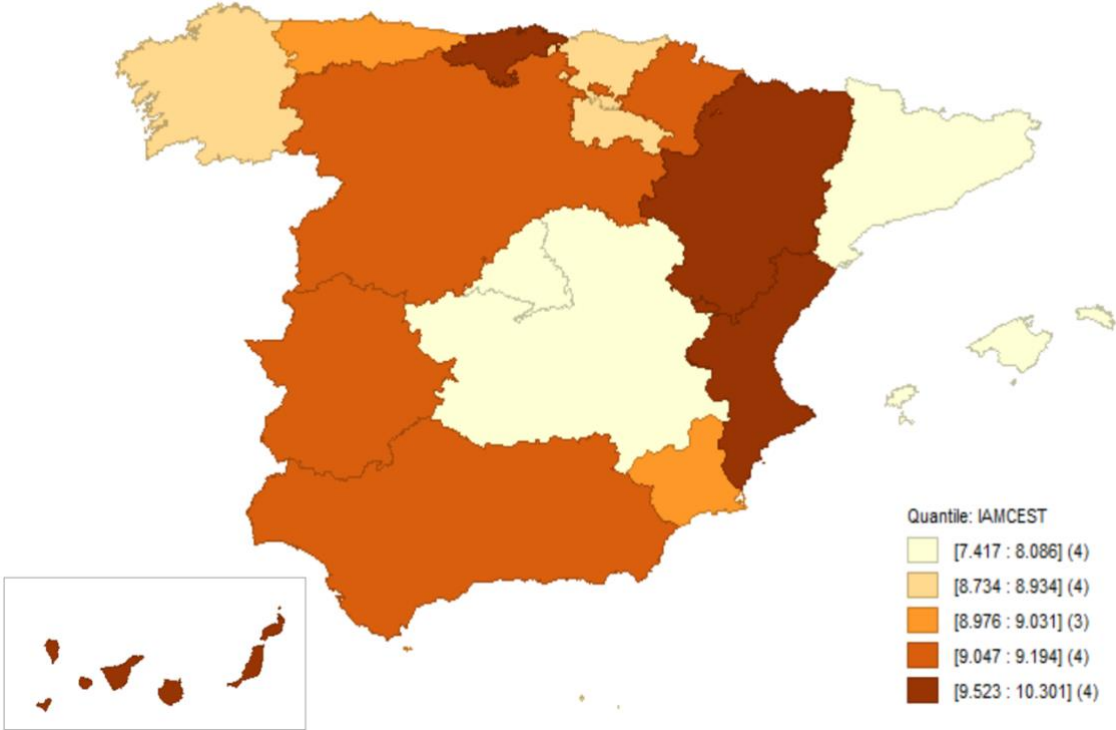 Quantile: IAMCEST
[7.417 : 8.086] (4)
[8.734 : 8.934] (4)
[8.976 : 9.031] (3)
[9.047 : 9.194] (4)
[9.523 : 10.301] (4)